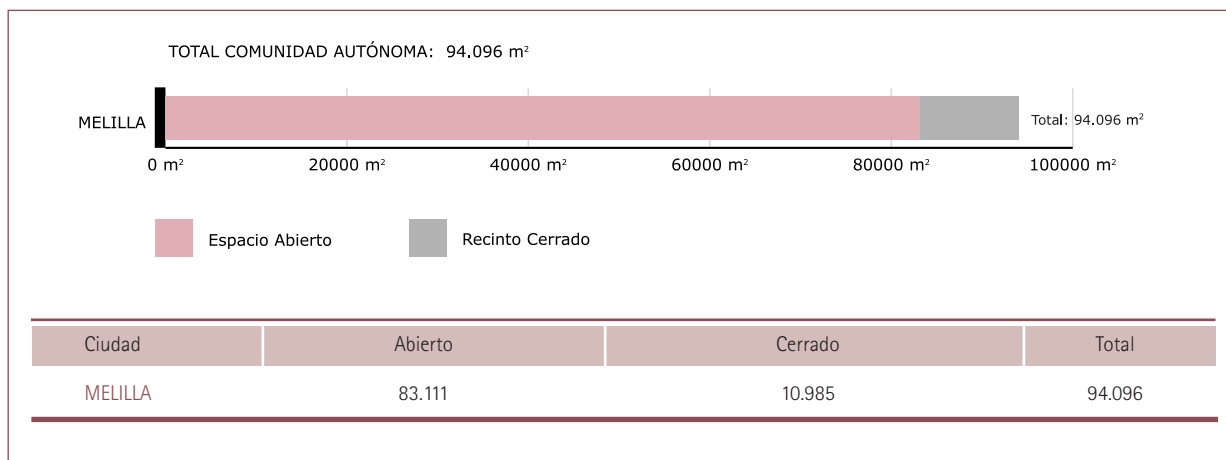 TOTAL COMUNIDAD AUTÓNOMA: 94.096 m²
MELILLA
Total: 94.096 m²
0 m² 20000 m² 40000 m² 60000 m² 80000 m² 100000 m²
Espacio Abierto Recinto Cerrado
Ciudad Abierto Cerrado Total
MELILLA 83.111 10.985 94.096